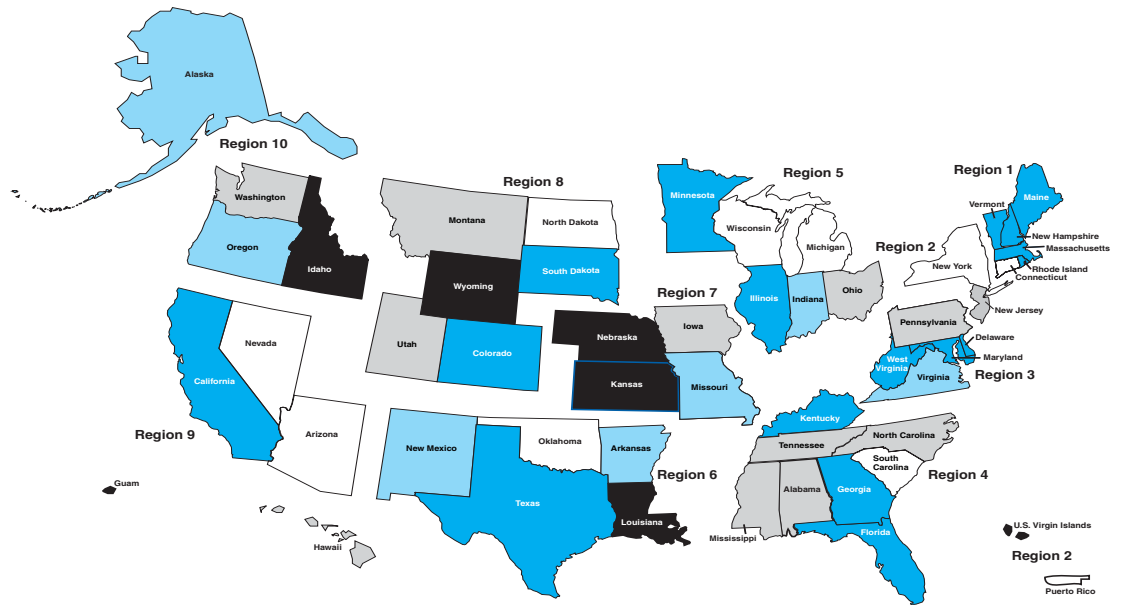 Alaska
Region 10
Washington
Oregon
Idaho
Region 8
Montana
North Dakota
South Dakota
Wyoming
Utah
Colorado
Region 5
Minnesota
Wisconsin
Michigan
Illinois
Indiana
Ohio
Region 1
Maine
Vermont
New Hampshire
Massachusetts
Rhode Island
Connecticut
Region 2
New York
New Jersey
Region 7
Iowa
Nebraska
Kansas
Missouri
Pennsylvania
Delaware
Maryland
West
Virginia
Virginia
Region 3
Region 9
Nevada
California
Arizona
Guam
Hawaii
New Mexico
Oklahoma
Arkansas
Texas
Louisiana
Region 6
Kentucky
Tennessee
North Carolina
South
Carolina
Region 4
Mississippi
Alabama
Georgia
Florida
U.S. Virgin Islands
Region 2
Puerto Rico